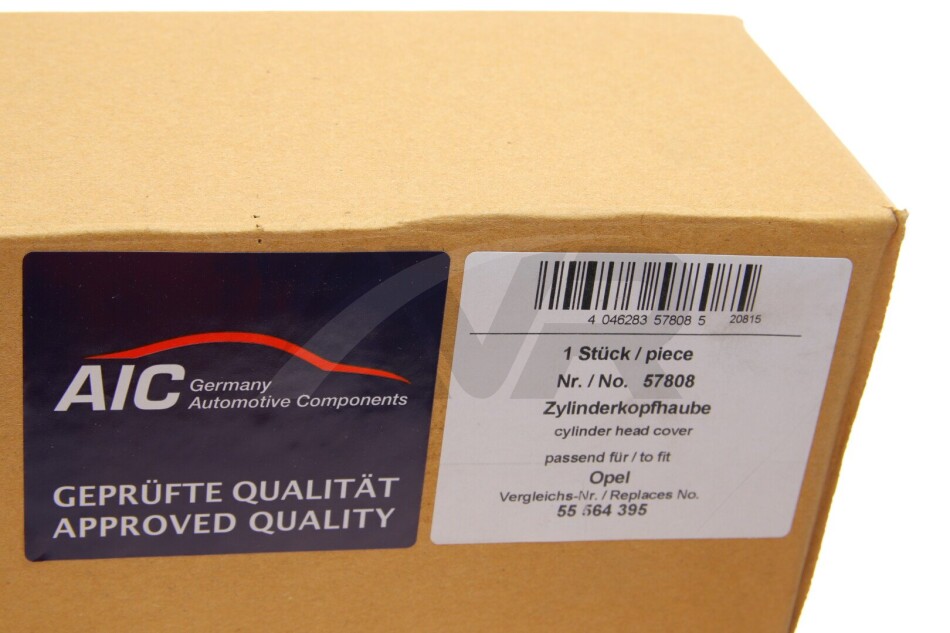 AIC
Germany
Automotive Components
GEPRÜFTE QUALITÄT
APPROVED QUALITY
4 046283 57808 5 20815
1 Stück / piece
Nr. / No. 57808
Zylinderkopfhaube
cylinder head cover
passend für / to fit
Opel
Vergleichs-Nr. / Replaces No.
55 564 395